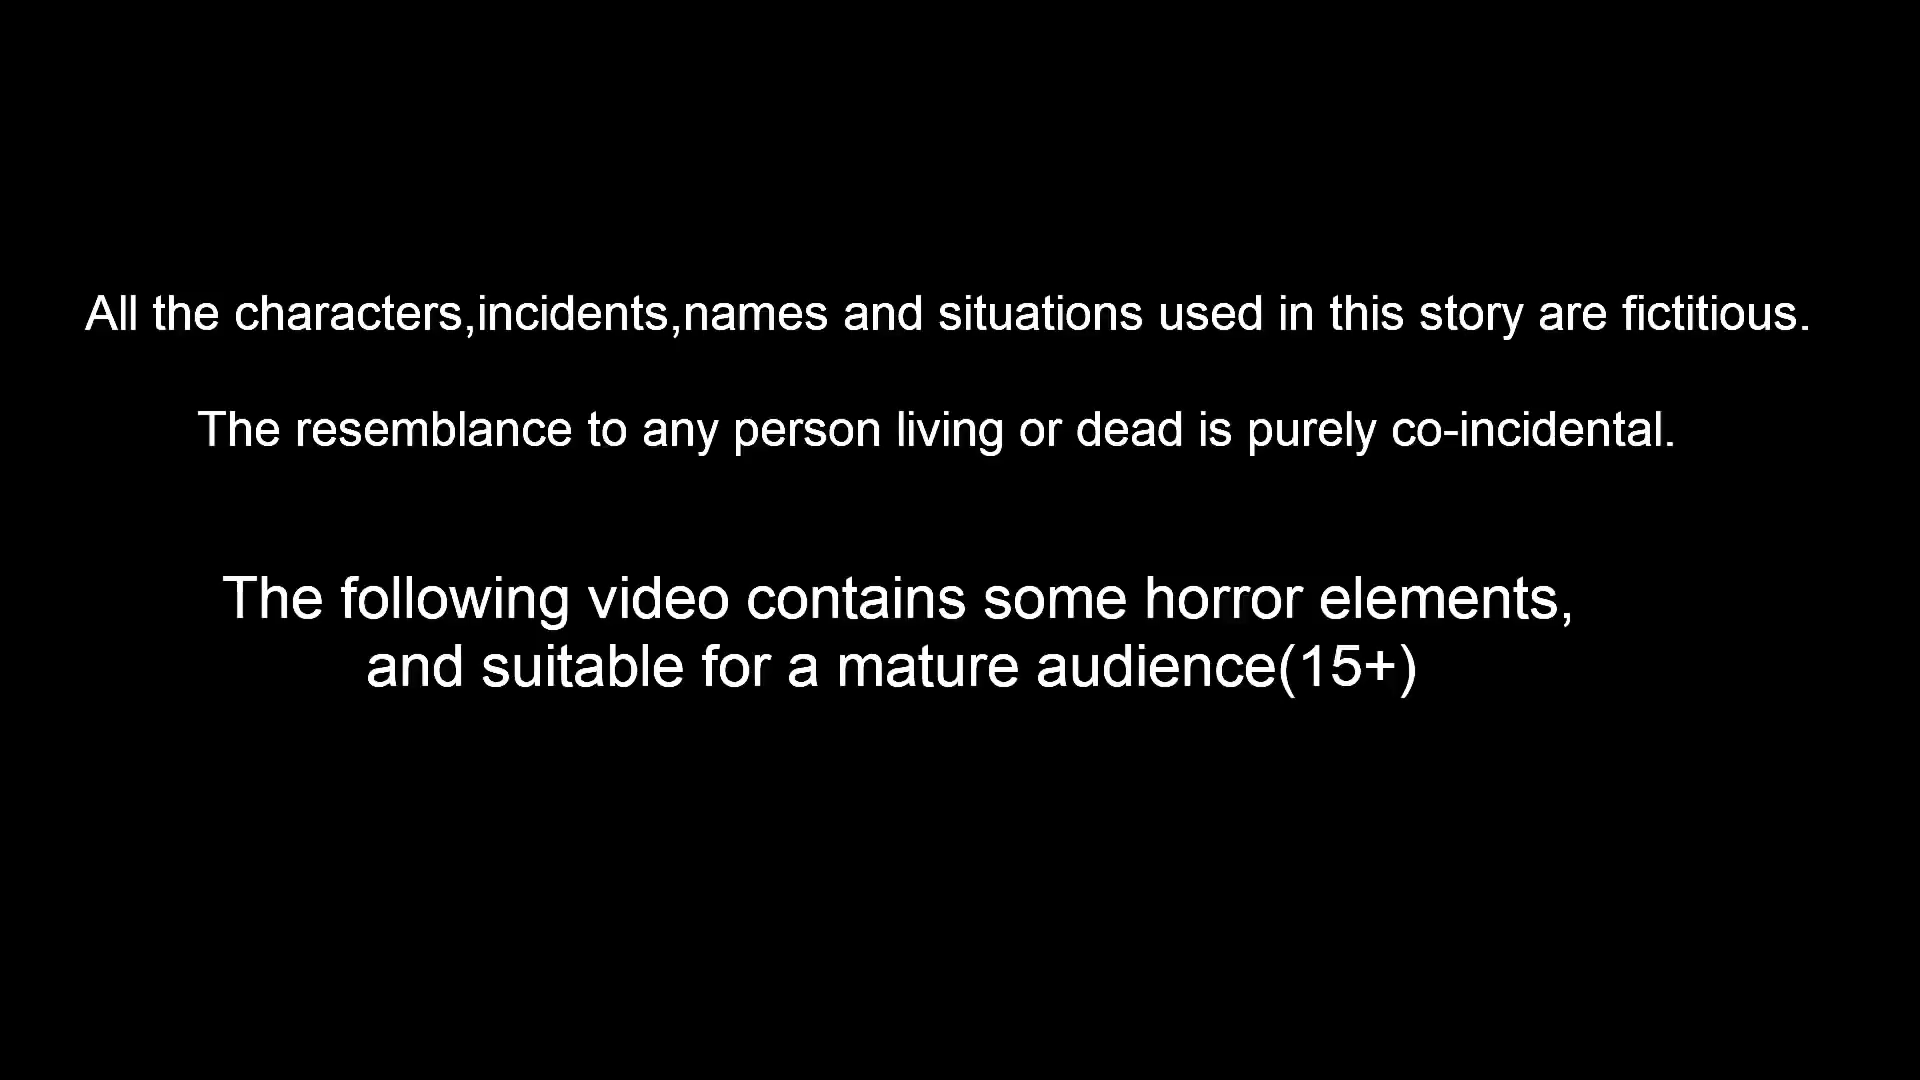 All the characters,incidents,names and situations used in this story are fictitious.
The resemblance to any person living or dead is purely co-incidental.
The following video contains some horror elements,
and suitable for a mature audience(15+)